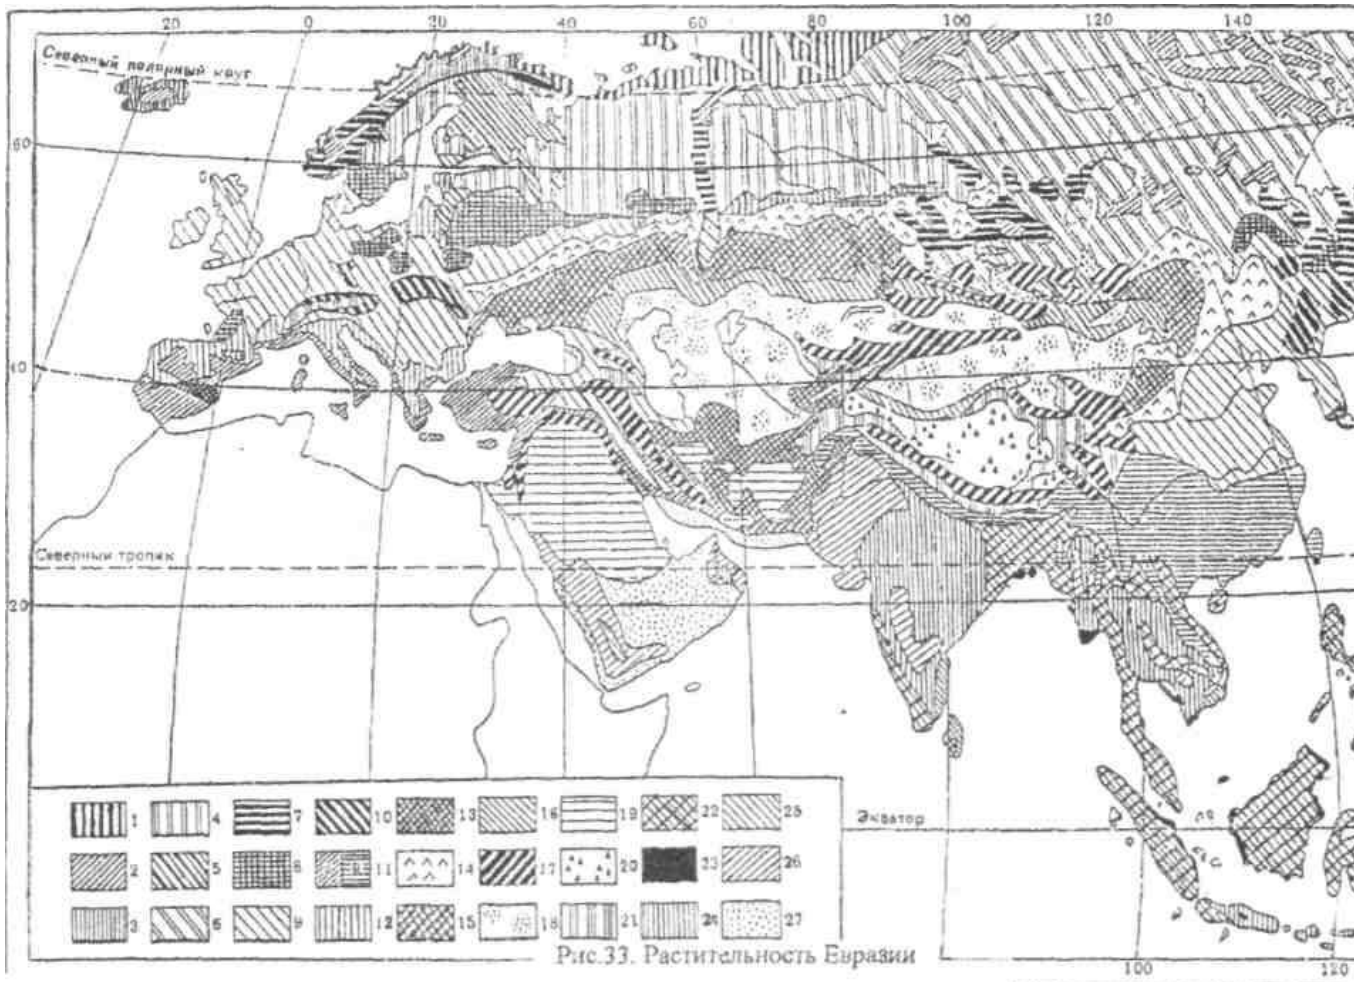 20 0 20 40 60 80 100 120 140
Северный полярный круг
60
40
Северный тропик
20
Экватор
1 4 7 10 13 16 19 22 25
2 5 8 11 14 17 20 23 26
3 6 9 12 15 18 21 24 27
Рис.33. Растительность Евразии
100 120